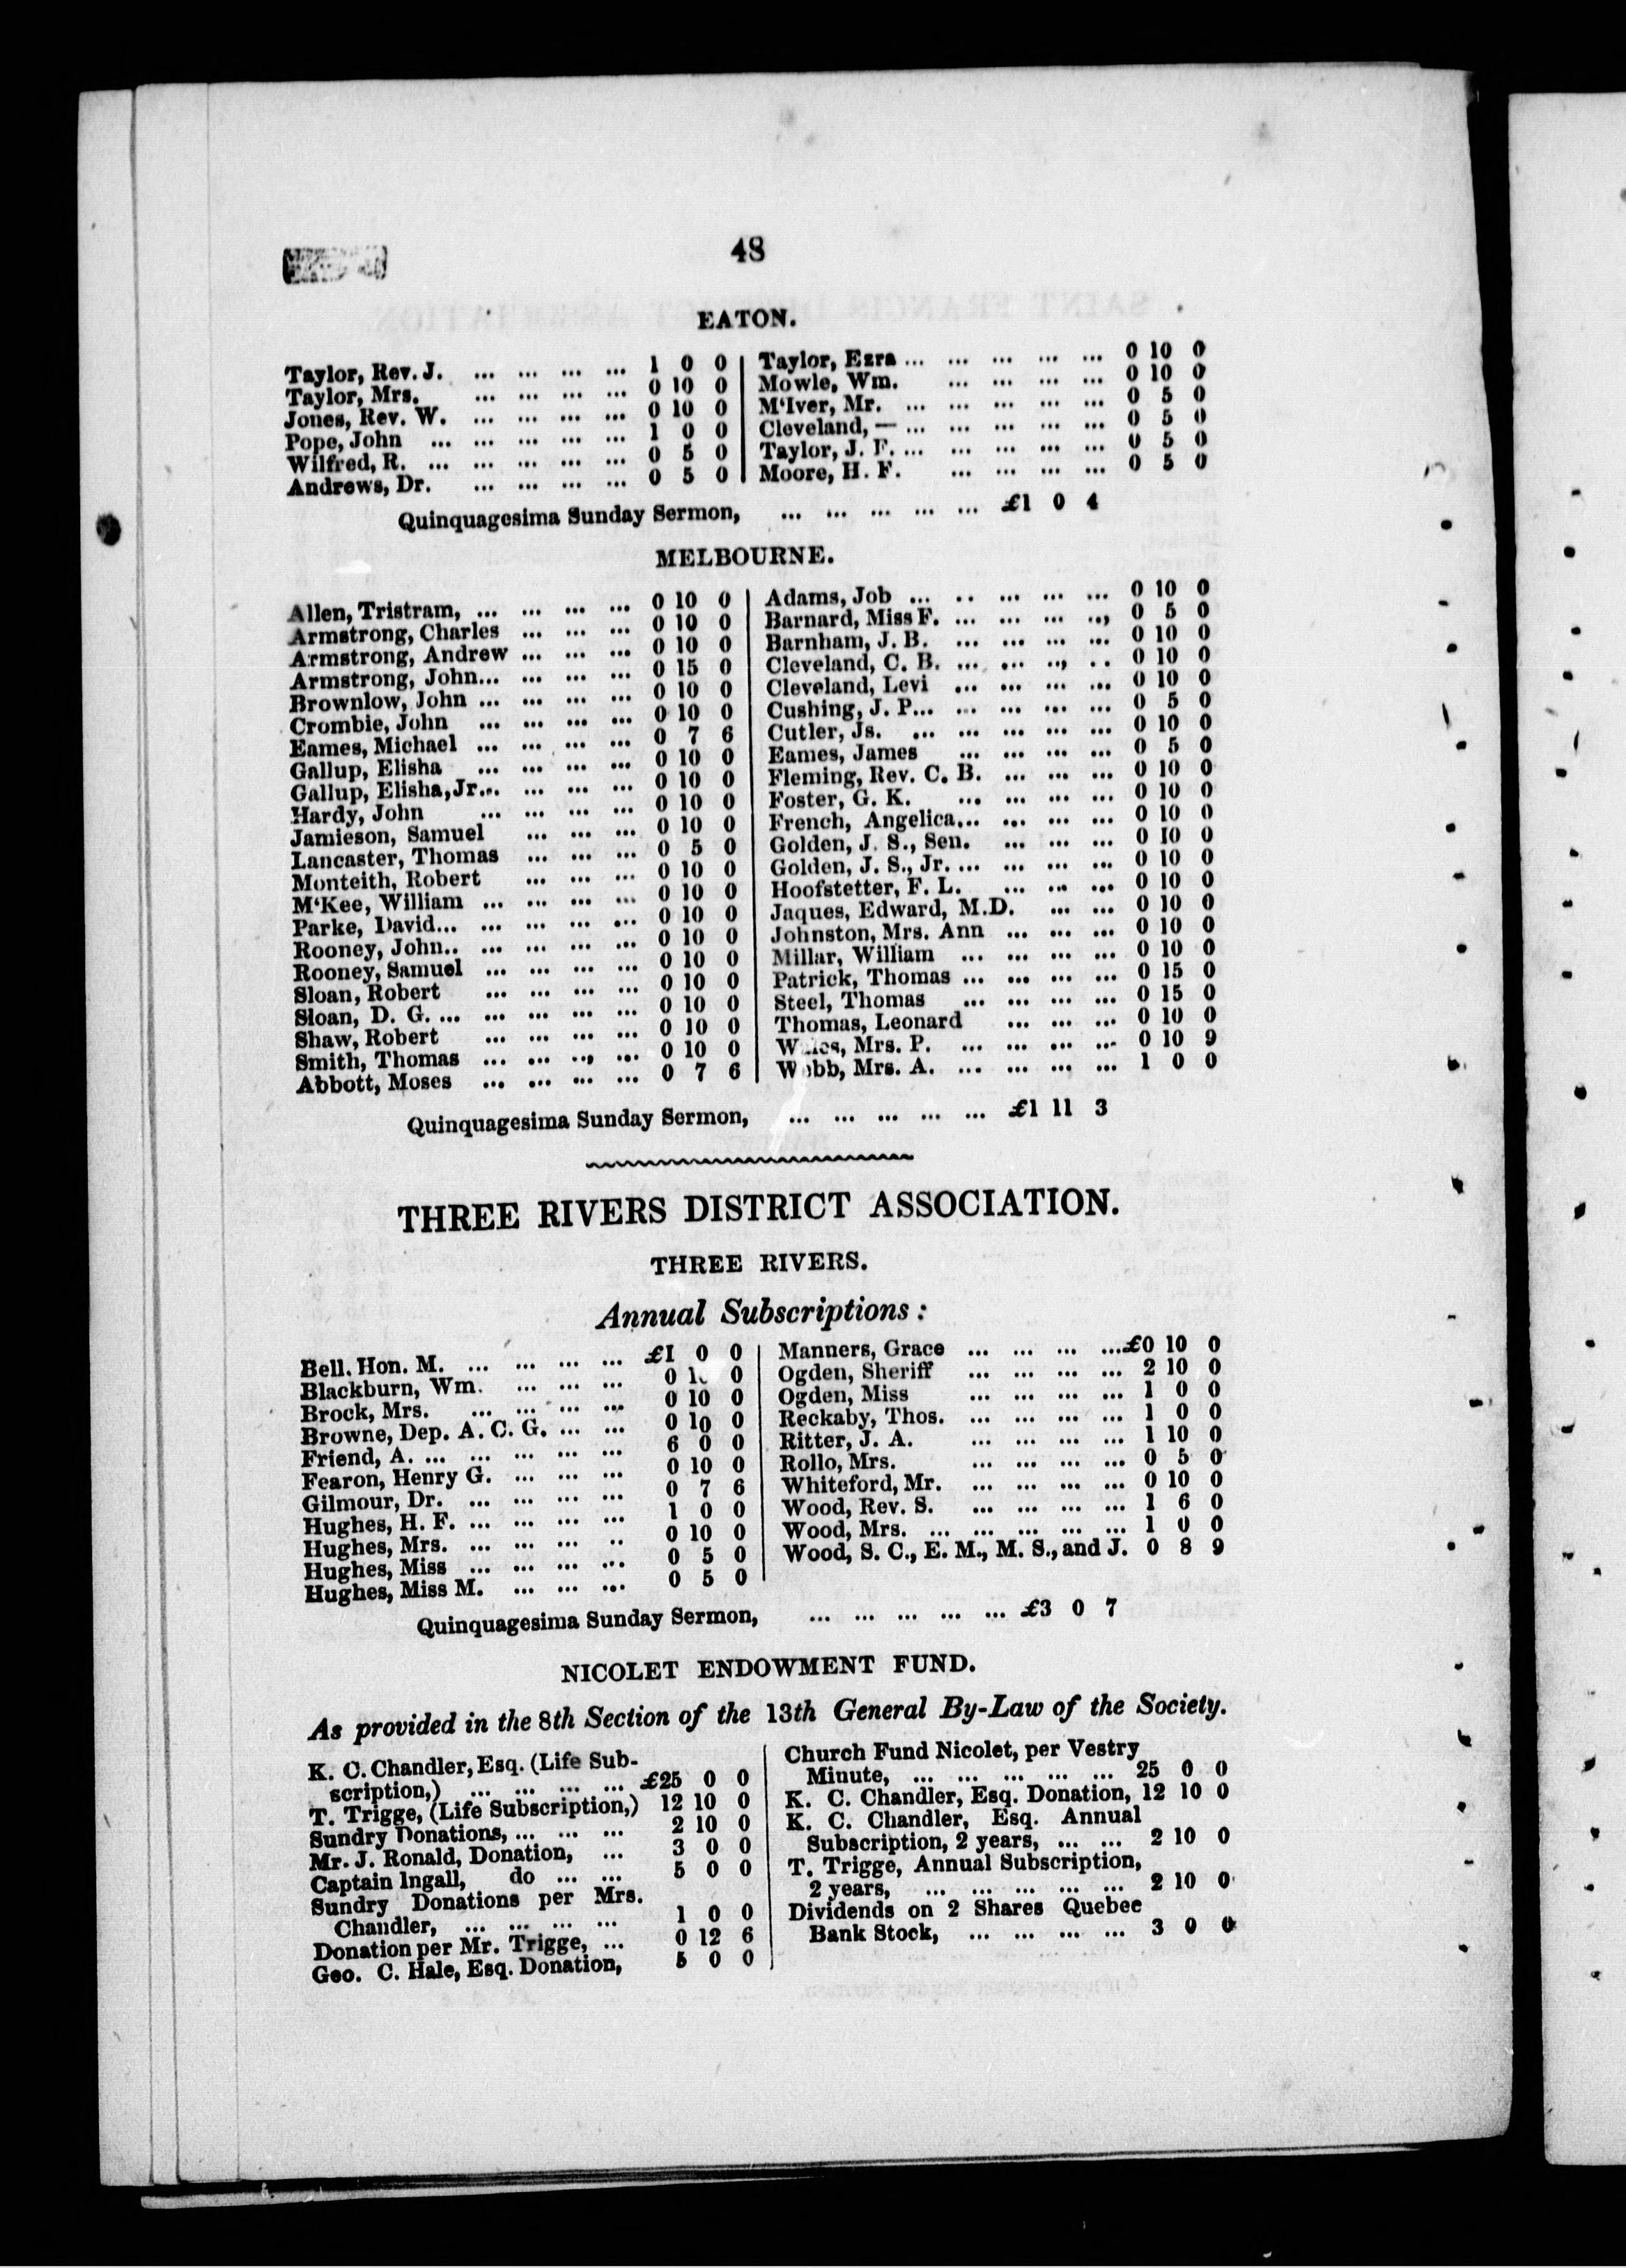 48
EATON.
Taylor, Rev. J. ... ... ... ... 1 0 0
Taylor, Mrs. ... ... ... ... 0 10 0
Jones, Rev. W. ... ... ... ... 0 10 0
Pope, John ... ... ... ... ... 1 0 0
Wilfred, R. ... ... ... ... ... 0 5 0
Andrews, Dr. ... ... ... ... 0 5 0
Taylor, Ezra ... ... ... ... ... 0 10 0
Mowle, Wm. ... ... ... ... 0 10 0
M'Iver, Mr. ... ... ... ... ... 0 5 0
Cleveland, — ... ... ... ... ... 0 5 0
Taylor, J. F. ... ... ... ... ... 0 5 0
Moore, H. F. ... ... ... ... 0 5 0
Quinquagesima Sunday Sermon, ... ... ... ... ... £1 0 4
MELBOURNE.
Allen, Tristram, ... ... ... ... 0 10 0
Armstrong, Charles ... ... ... 0 10 0
Armstrong, Andrew ... ... ... 0 10 0
Armstrong, John... ... ... ... 0 15 0
Brownlow, John ... ... ... ... 0 10 0
Crombie, John ... ... ... ... 0 10 0
Eames, Michael ... ... ... ... 0 7 6
Gallup, Elisha ... ... ... ... 0 10 0
Gallup, Elisha, Jr... ... ... ... 0 10 0
Hardy, John ... ... ... ... 0 10 0
Jamieson, Samuel ... ... ... 0 10 0
Lancaster, Thomas ... ... ... 0 5 0
Monteith, Robert ... ... ... 0 10 0
M'Kee, William ... ... ... ... 0 10 0
Parke, David... ... ... ... ... 0 10 0
Rooney, John.. ... ... ... ... 0 10 0
Rooney, Samuel ... ... ... ... 0 10 0
Sloan, Robert ... ... ... ... 0 10 0
Sloan, D. G. ... ... ... ... ... 0 10 0
Shaw, Robert ... ... ... ... 0 10 0
Smith, Thomas ... ... ... ... 0 10 0
Abbott, Moses ... ... ... ... 0 7 6
Adams, Job ... .. ... ... ... 0 10 0
Barnard, Miss F. ... ... ... .., 0 5 0
Barnham, J. B. ... ... ... ... 0 10 0
Cleveland, C. B. ... ... .., .. 0 10 0
Cleveland, Levi ... ... ... ... 0 10 0
Cushing, J. P... ... ... ... ... 0 5 0
Cutler, Js. ... ... ... ... ... 0 10 0
Eames, James ... ... ... ... 0 5 0
Fleming, Rev. C. B. ... ... ... 0 10 0
Foster, G. K. ... ... ... ... 0 10 0
French, Angelica... ... ... ... 0 10 0
Golden, J. S., Sen. ... ... ... 0 10 0
Golden, J. S., Jr. ... ... ... ... 0 10 0
Hoofstetter, F. L. ... ... ... 0 10 0
Jaques, Edward, M.D. ... ... 0 10 0
Johnston, Mrs. Ann ... ... ... 0 10 0
Millar, William ... ... ... ... 0 10 0
Patrick, Thomas ... ... ... ... 0 15 0
Steel, Thomas ... ... ... ... 0 15 0
Thomas, Leonard ... ... ... 0 10 0
Mrs. P. ... ... ... ... 0 10 9
Webb, Mrs. A. ... ... ... ... 1 0 0
Quinquagesima Sunday Sermon, ... ... ... ... ... £1 11 3
THREE RIVERS DISTRICT ASSOCIATION.
THREE RIVERS.
Annual Subscriptions:
Bell, Hon. M. ... ... ... ... £1 0 0
Blackburn, Wm. ... ... ... 0 0
Brock, Mrs. ... ... ... ... 0 10 0
Browne, Dep. A. C. G. ... ... 0 10 0
Friend, A. ... ... ... ... ... 6 0 0
Fearon, Henry G. ... ... ... 0 10 0
Gilmour, Dr. ... ... ... ... 0 7 6
Hughes, H. F. ... ... ... ... 1 0 0
Hughes, Mrs. ... ... ... .. 0 10 0
Hughes, Miss ... ... ... ... 0 5 0
Hughes, Miss M. ... ... ... 0 5 0
Manners, Grace ... ... ... ...£0 10 0
Ogden, Sheriff ... ... ... ... 2 10 0
Ogden, Miss ... ... ... ... 1 0 0
Reckaby, Thos. ... ... ... ... 1 0 0
Ritter, J. A. ... ... ... ... 1 10 0
Rollo, Mrs. ... ... ... ... 0 5 0
Whiteford, Mr. ... ... ... ... 0 10 0
Wood, Rev. S. ... ... ... ... 1 6 0
Wood, Mrs. ... ... ... ... ... 1 0 0
Wood, S. C., E. M., M. S., and J. 0 8 9
Quinquagesima Sunday Sermon, ... ... ... ... ... £3 0 7
NICOLET ENDOWMENT FUND.
As provided in the 8th Section of the 13th General By-Law of the Society.
K. C. Chandler, Esq. (Life Sub-
scription,) ... ... ... ... £25 0 0
T. Trigge, (Life Subscription,) 12 10 0
Sundry Donations, ... ... ... 2 10 0
Mr. J. Ronald, Donation, ... 3 0 0
Captain Ingall, do ... ... 5 0 0
Sundry Donations per Mrs.
Chandler, ... ... ... ... 1 0 0
Donation per Mr. Trigge, ... 0 12 6
Geo. C. Hale, Esq. Donation, 5 0 0
Church Fund Nicolet, per Vestry
Minute, ... ... ... ... ... 25 0 0
K. C. Chandler, Esq. Donation, 12 10 0
K. C. Chandler, Esq. Annual
Subscription, 2 years, ... ... 2 10 0
T. Trigge, Annual Subscription,
2 years, ... ... ... ... ... 2 10 0
Dividends on 2 Shares Quebec
Bank Stock, ... ... ... ... 3 0 0